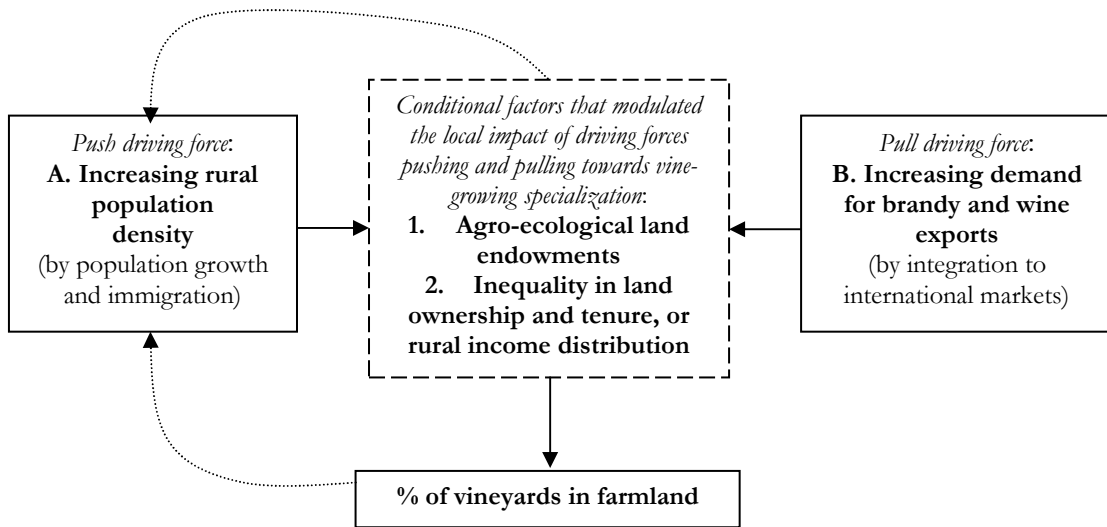 Push driving force:
A. Increasing rural
population
density
(by population growth
and immigration)
Conditional factors that modulated
the local impact of driving forces
pushing and pulling towards vine-
growing specialization:
1. Agro-ecological land
endowments
2. Inequality in land
ownership and tenure, or
rural income distribution
Pull driving force:
B. Increasing demand
for brandy and wine
exports
(by integration to
international markets)
% of vineyards in farmland